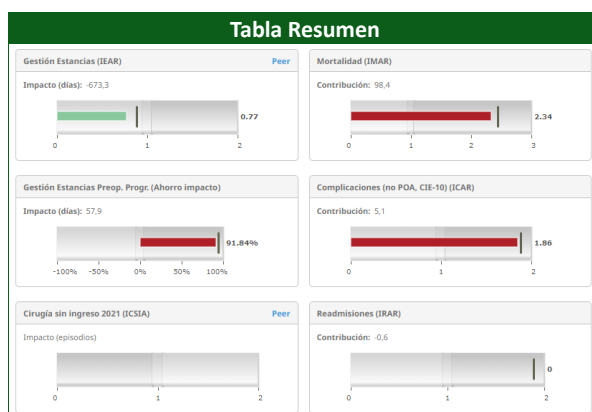 Tabla Resumen
Gestión Estancias (IEAR) Peer
Impacto (días): -673,3
0.77
0 1 2
Mortalidad (IMAR)
Contribución: 98,4
2.34
0 1 2 3
Gestión Estancias Preop. Progr. (Ahorro impacto)
Impacto (días): 57,9
91.84%
-100% -50% 0% 50% 100%
Complicaciones (no POA, CIE-10) (ICAR)
Contribución: 5,1
1.86
0 1 2
Cirugía sin ingreso 2021 (ICSIA) Peer
Impacto (episodios)
0 1 2
Readmisiones (IRAR)
Contribución: -0,6
0
0 1 2